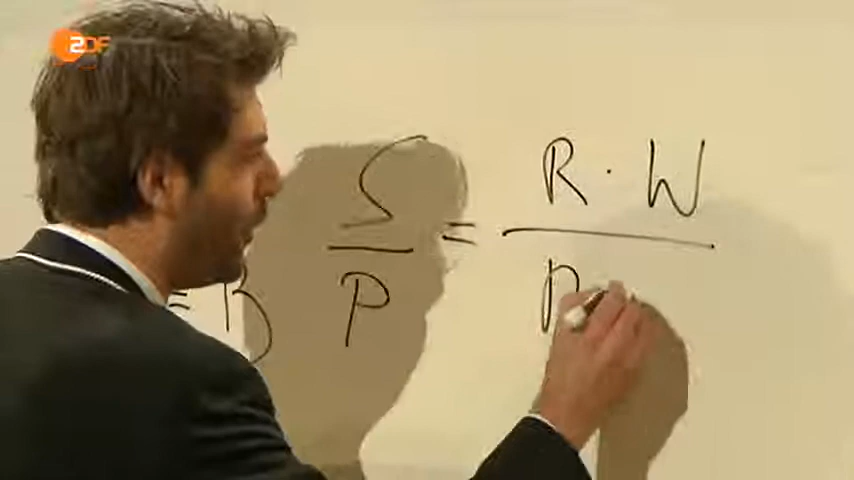 ZDF
S/P = R · W
= B